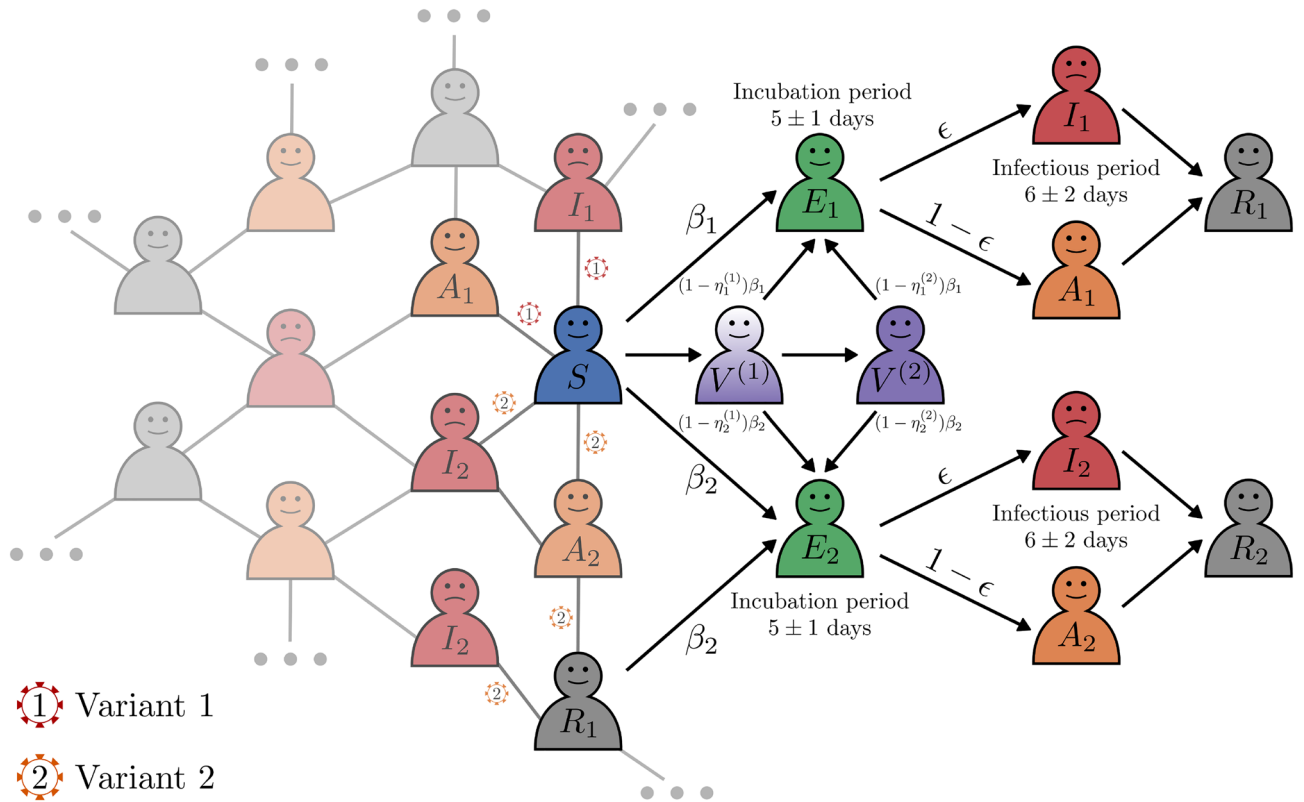 Incubation period
5 ± 1 days
I₁
ϵ
Infectious period
6 ± 2 days
I₁
E₁
R₁
β₁
1 − ϵ
A₁
A₁
1
(1 − η₁⁽¹⁾)β₁
(1 − η₁⁽²⁾)β₁
1
S
V⁽¹⁾
V⁽²⁾
2
(1 − η₂⁽¹⁾)β₂
(1 − η₂⁽²⁾)β₂
2
I₂
I₂
β₂
ϵ
Infectious period
6 ± 2 days
A₂
E₂
R₂
1 − ϵ
Incubation period
5 ± 1 days
2
β₂
I₂
A₂
2
R₁
1 Variant 1
2 Variant 2